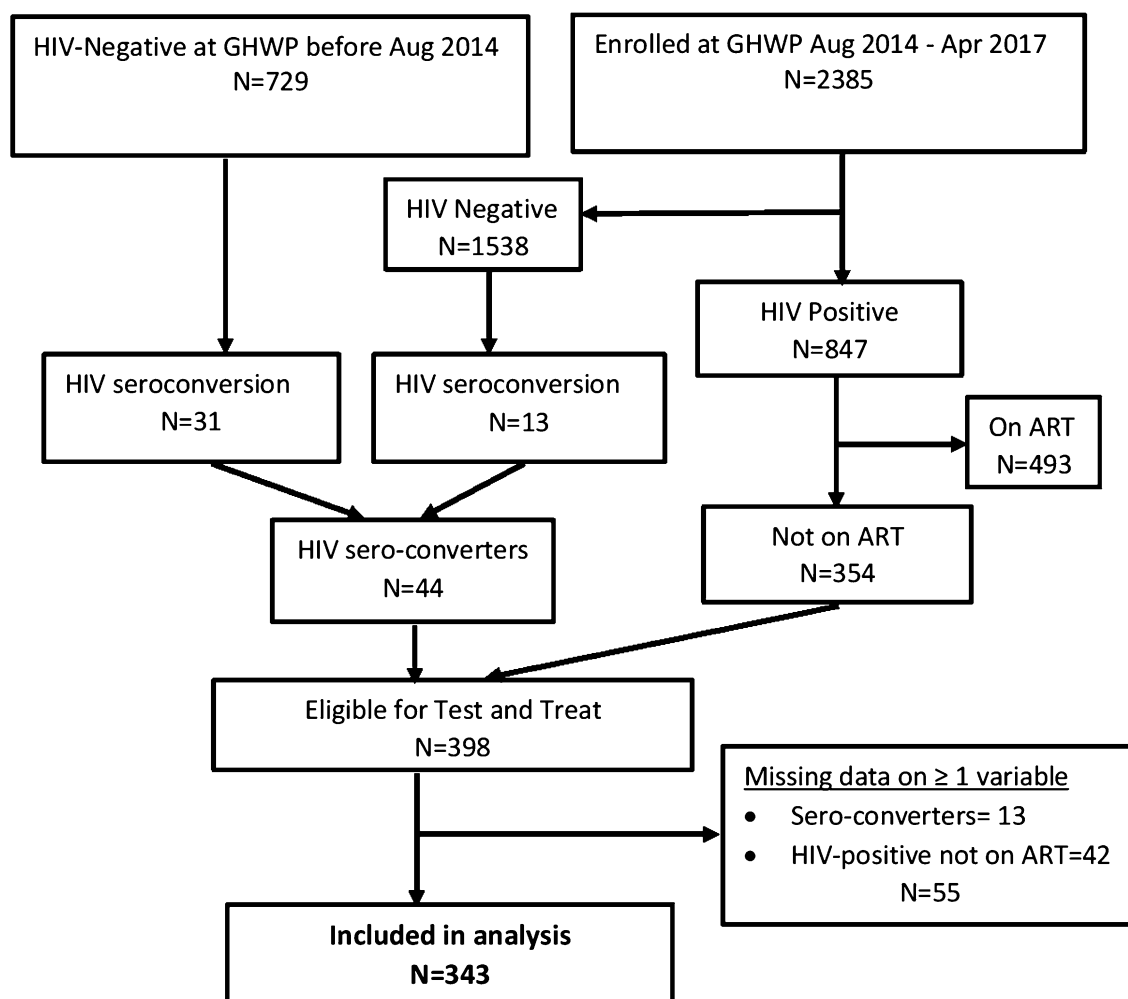 HIV-Negative at GHWP before Aug 2014
N=729
Enrolled at GHWP Aug 2014 - Apr 2017
N=2385
HIV Negative
N=1538
HIV Positive
N=847
HIV seroconversion
N=31
HIV seroconversion
N=13
On ART
N=493
HIV sero-converters
N=44
Not on ART
N=354
Eligible for Test and Treat
N=398
Missing data on ≥ 1 variable
• Sero-converters= 13
• HIV-positive not on ART=42
N=55
Included in analysis
N=343